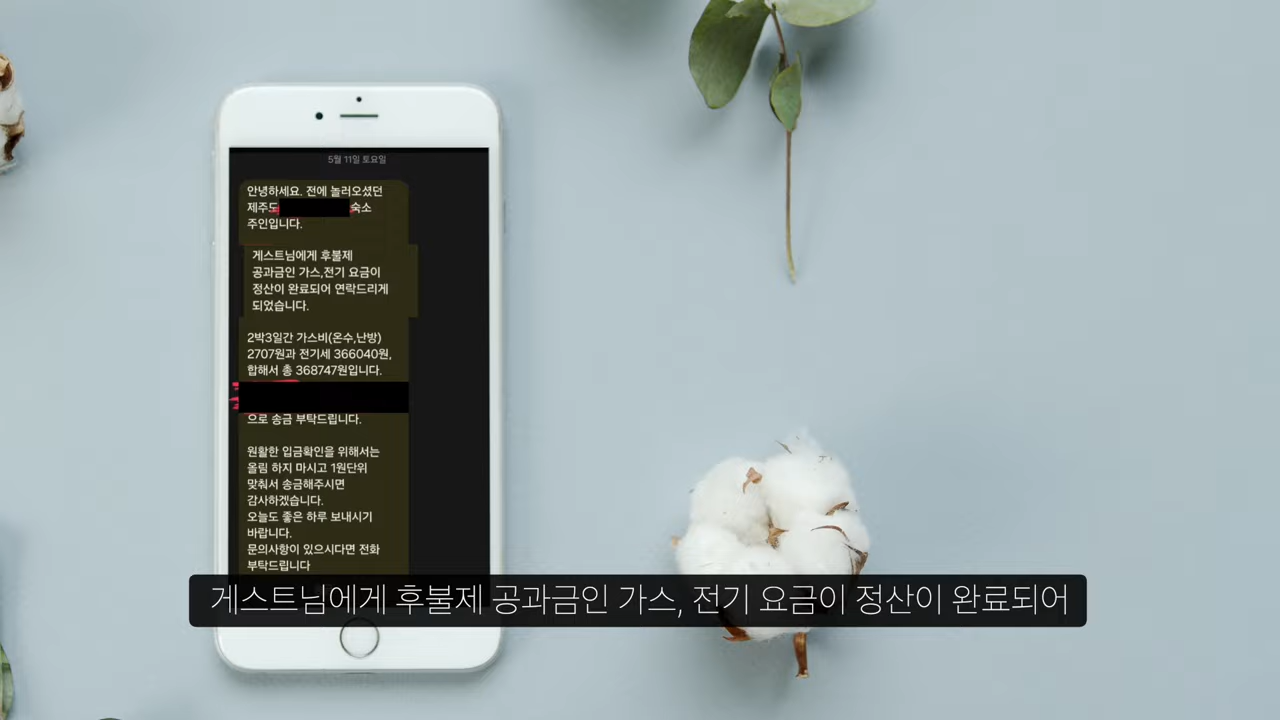 5월 11일 토요일
안녕하세요. 전에 놀러오셨던
제주도 숙소
주인입니다.
게스트님에게 후불제
공과금인 가스,전기 요금이
정산이 완료되어 연락드리게
되었습니다.
2박3일간 가스비(온수,난방)
2707원과 전기세 366040원,
합해서 총 368747원입니다.
으로 송금 부탁드립니다.
원활한 입금확인을 위해서는
올림 하지 마시고 1원단위
맞춰서 송금해주시면
감사하겠습니다.
오늘도 좋은 하루 보내시기
바랍니다.
문의사항이 있으시다면 전화
부탁드립니다
게스트님에게 후불제 공과금인 가스, 전기 요금이 정산이 완료되어